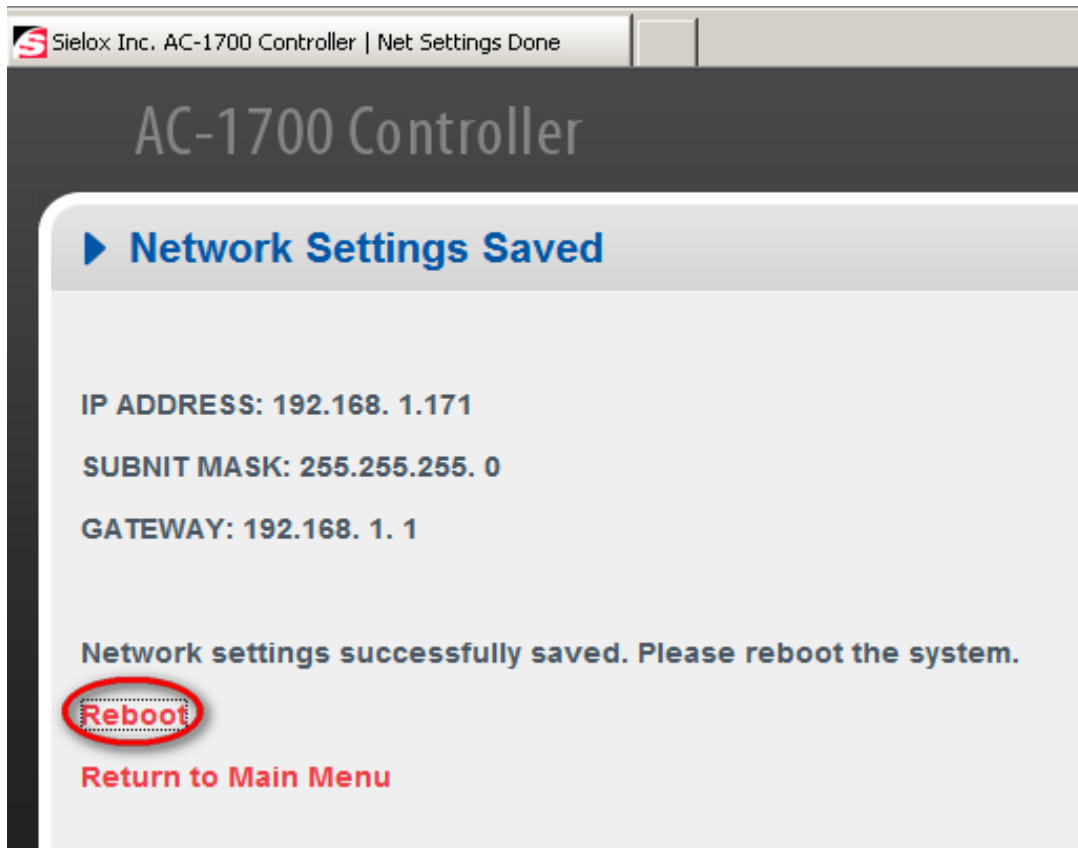 Sielox Inc. AC-1700 Controller | Net Settings Done
AC-1700 Controller
Network Settings Saved
IP ADDRESS: 192.168. 1.171
SUBNIT MASK: 255.255.255. 0
GATEWAY: 192.168. 1. 1
Network settings successfully saved. Please reboot the system.
Reboot
Return to Main Menu